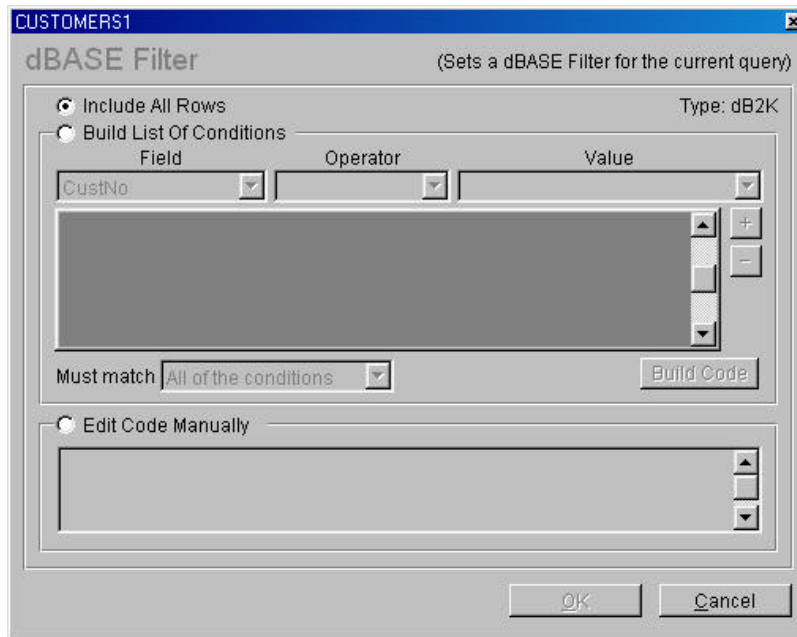 CUSTOMERS1
dBASE Filter
(Sets a dBASE Filter for the current query)
Include All Rows
Type: dB2K
Build List Of Conditions
Field Operator Value
CustNo
+
-
Must match All of the conditions Build Code
Edit Code Manually
OK Cancel